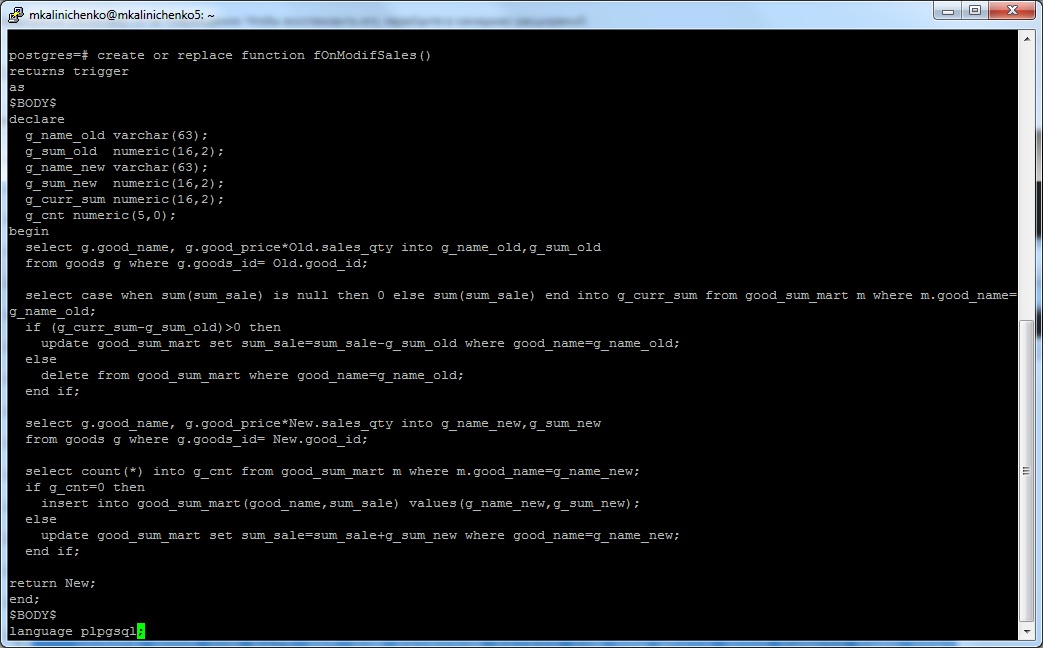 mkalinichenko@mkalinichenko5: ~
postgres=# create or replace function fOnModifSales()
returns trigger
as
$BODY$
declare
  g_name_old varchar(63);
  g_sum_old  numeric(16,2);
  g_name_new varchar(63);
  g_sum_new  numeric(16,2);
  g_curr_sum numeric(16,2);
  g_cnt numeric(5,0);
begin
  select g.good_name, g.good_price*Old.sales_qty into g_name_old,g_sum_old
  from goods g where g.goods_id= Old.good_id;
  select case when sum(sum_sale) is null then 0 else sum(sum_sale) end into g_curr_sum from good_sum_mart m where m.good_name=
g_name_old;
  if (g_curr_sum-g_sum_old)>0 then
    update good_sum_mart set sum_sale=sum_sale-g_sum_old where good_name=g_name_old;
  else
    delete from good_sum_mart where good_name=g_name_old;
  end if;
  select g.good_name, g.good_price*New.sales_qty into g_name_new,g_sum_new
  from goods g where g.goods_id= New.good_id;
  select count(*) into g_cnt from good_sum_mart m where m.good_name=g_name_new;
  if g_cnt=0 then
    insert into good_sum_mart(good_name,sum_sale) values(g_name_new,g_sum_new);
  else
    update good_sum_mart set sum_sale=sum_sale+g_sum_new where good_name=g_name_new;
  end if;
return New;
end;
$BODY$
language plpgsql;